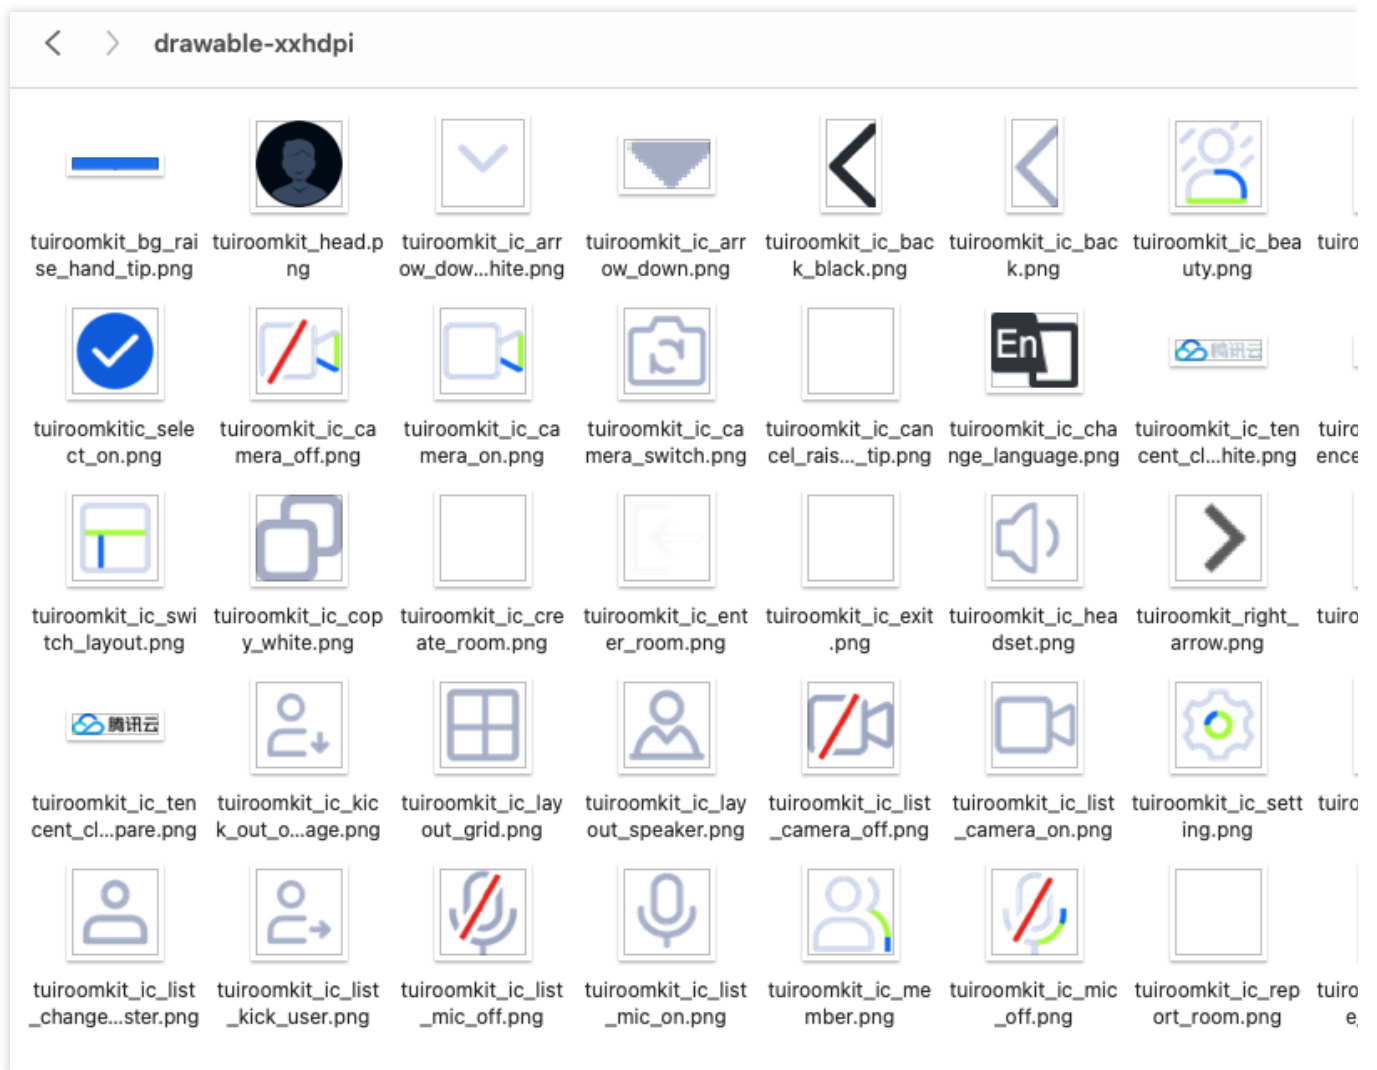 drawable-xxhdpi
tuiroomkit_bg_rai
se_hand_tip.png
tuiroomkit_head.p
ng
tuiroomkit_ic_arr
ow_dow...hite.png
tuiroomkit_ic_arr
ow_down.png
tuiroomkit_ic_bac
k_black.png
tuiroomkit_ic_bac
k.png
tuiroomkit_ic_bea
uty.png
tuiro
En
腾讯云
tuiroomkitic_sele
ct_on.png
tuiroomkit_ic_ca
mera_off.png
tuiroomkit_ic_ca
mera_on.png
tuiroomkit_ic_ca
mera_switch.png
tuiroomkit_ic_can
cel_rais..._tip.png
tuiroomkit_ic_cha
nge_language.png
tuiroomkit_ic_ten
cent_cl...hite.png
tuiro
ence
tuiroomkit_ic_swi
tch_layout.png
tuiroomkit_ic_cop
y_white.png
tuiroomkit_ic_cre
ate_room.png
tuiroomkit_ic_ent
er_room.png
tuiroomkit_ic_exit
.png
tuiroomkit_ic_hea
dset.png
tuiroomkit_right_
arrow.png
tuiro
腾讯云
tuiroomkit_ic_ten
cent_cl...pare.png
tuiroomkit_ic_kic
k_out_o...age.png
tuiroomkit_ic_lay
out_grid.png
tuiroomkit_ic_lay
out_speaker.png
tuiroomkit_ic_list
_camera_off.png
tuiroomkit_ic_list
_camera_on.png
tuiroomkit_ic_sett
ing.png
tuiro
tuiroomkit_ic_list
_change...ster.png
tuiroomkit_ic_list
_kick_user.png
tuiroomkit_ic_list
_mic_off.png
tuiroomkit_ic_list
_mic_on.png
tuiroomkit_ic_me
mber.png
tuiroomkit_ic_mic
_off.png
tuiroomkit_ic_rep
ort_room.png
tuiro
e